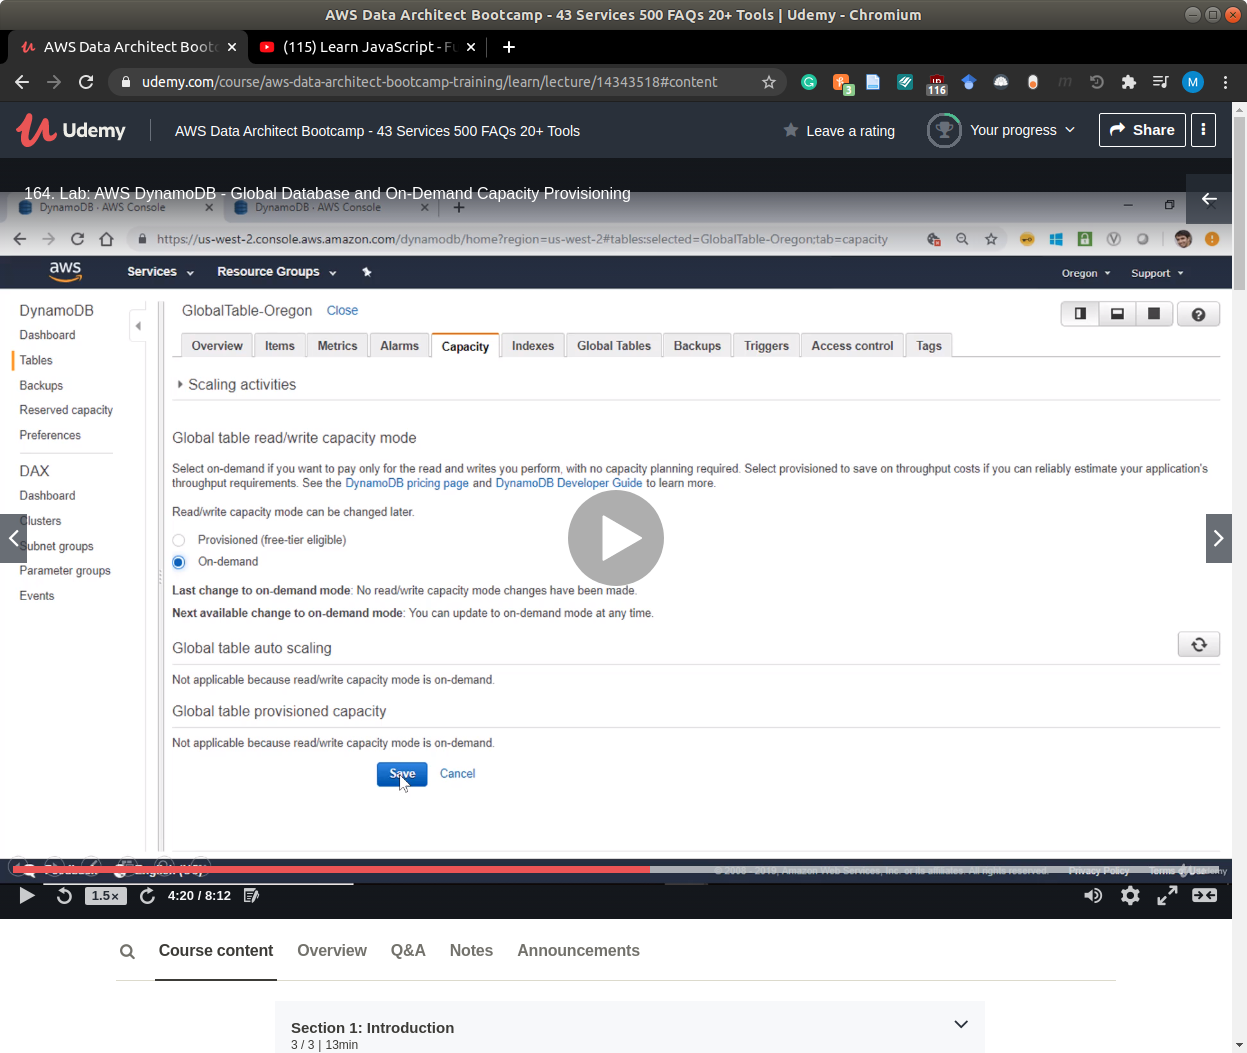 AWS Data Architect Bootcamp - 43 Services 500 FAQs 20+ Tools | Udemy - Chromium
AWS Data Architect Boot
(115) Learn JavaScript - F
udemy.com/course/aws-data-architect-bootcamp-training/learn/lecture/14343518#content
3
116
m
M
Udemy
AWS Data Architect Bootcamp - 43 Services 500 FAQs 20+ Tools
Leave a rating
Your progress
Share
164. Lab: AWS DynamoDB - Global Database and On-Demand Capacity Provisioning
DynamoDB · AWS Console
DynamoDB · AWS Console
https://us-west-2.console.aws.amazon.com/dynamodb/home?region=us-west-2#tables:selected=GlobalTable-Oregon;tab=capacity
aws
Services
Resource Groups
Oregon
Support
DynamoDB
Dashboard
Tables
Backups
Reserved capacity
Preferences
DAX
Dashboard
Clusters
Subnet groups
Parameter groups
Events
GlobalTable-Oregon
Close
Overview
Items
Metrics
Alarms
Capacity
Indexes
Global Tables
Backups
Triggers
Access control
Tags
Scaling activities
Global table read/write capacity mode
Select on-demand if you want to pay only for the read and writes you perform, with no capacity planning required. Select provisioned to save on throughput costs if you can reliably estimate your application's
throughput requirements. See the DynamoDB pricing page and DynamoDB Developer Guide to learn more.
Read/write capacity mode can be changed later.
Provisioned (free-tier eligible)
On-demand
Last change to on-demand mode: No read/write capacity mode changes have been made.
Next available change to on-demand mode: You can update to on-demand mode at any time.
Global table auto scaling
Not applicable because read/write capacity mode is on-demand.
Global table provisioned capacity
Not applicable because read/write capacity mode is on-demand.
Save
Cancel
Privacy Policy
Terms
1.5×
4:20 / 8:12
Course content
Overview
Q&A
Notes
Announcements
Section 1: Introduction
3 / 3 | 13min